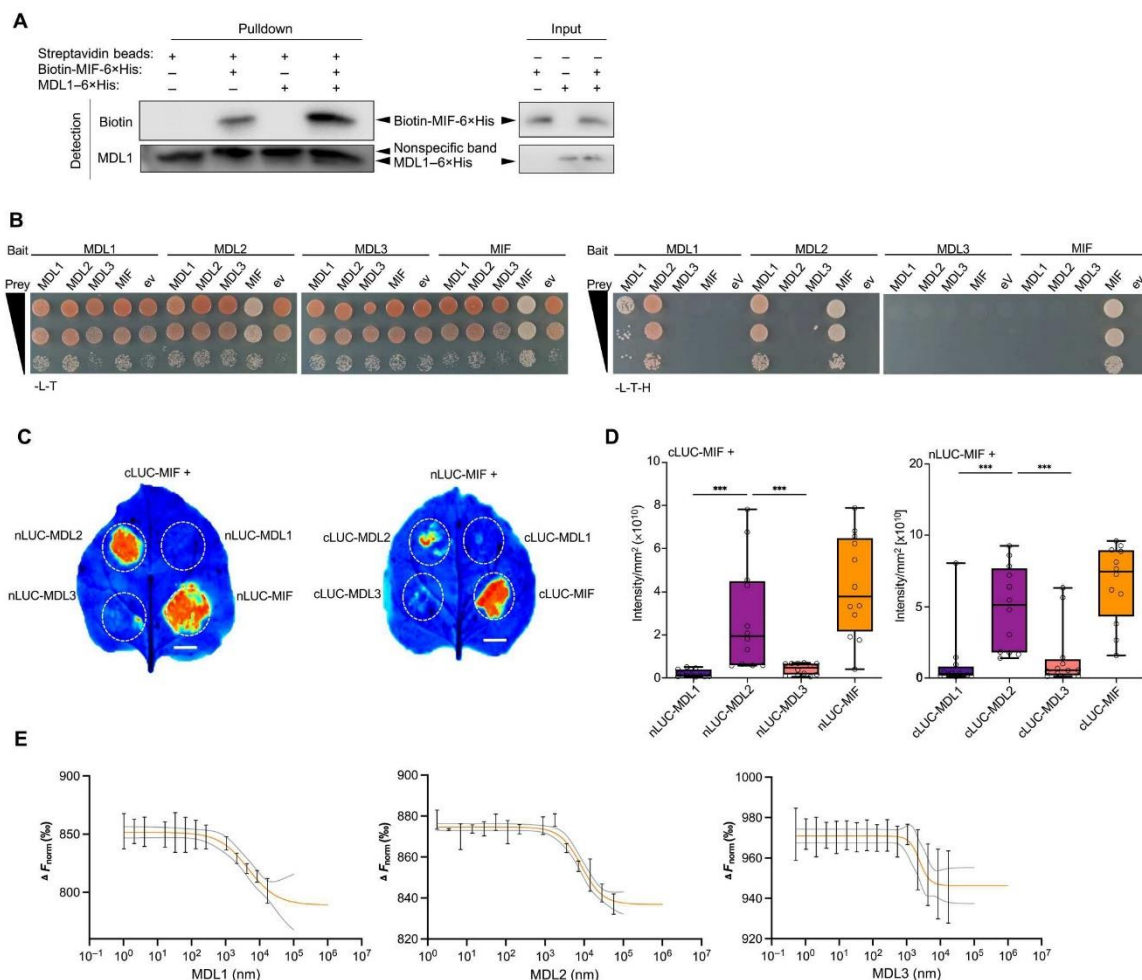 A
Pulldown
Input
Streptavidin beads: + + + + – – –
Biotin-MIF-6×His: – + – + + – +
MDL1–6×His: – – + + – + +
Detection
Biotin
Biotin-MIF-6×His
MDL1
Nonspecific band
MDL1–6×His
B
Bait MDL1 MDL2 MDL3 MIF
Prey MDL1 MDL2 MDL3 MIF ev MDL1 MDL2 MDL3 MIF ev MDL1 MDL2 MDL3 MIF ev MDL1 MDL2 MDL3 MIF ev
-L-T
Bait MDL1 MDL2 MDL3 MIF
Prey MDL1 MDL2 MDL3 MIF eV MDL1 MDL2 MDL3 MIF eV MDL1 MDL2 MDL3 MIF eV MDL1 MDL2 MDL3 MIF eV
-L-T-H
C
cLUC-MIF +
nLUC-MDL2
nLUC-MDL1
nLUC-MDL3
nLUC-MIF
nLUC-MIF +
cLUC-MDL2
cLUC-MDL1
cLUC-MDL3
cLUC-MIF
D
cLUC-MIF +
Intensity/mm² (×10¹⁰)
10
8
6
4
2
0
***
***
nLUC-MDL1
nLUC-MDL2
nLUC-MDL3
nLUC-MIF
nLUC-MIF +
Intensity/mm² [x10¹⁰]
20
10
5
0
***
***
cLUC-MDL1
cLUC-MDL2
cLUC-MDL3
cLUC-MIF
E
Δ Fnorm (‰)
900
850
800
10⁻¹ 10⁰ 10¹ 10² 10³ 10⁴ 10⁵ 10⁶ 10⁷
MDL1 (nm)
Δ Fnorm (‰)
900
880
860
840
820
10⁰ 10¹ 10² 10³ 10⁴ 10⁵ 10⁶ 10⁷
MDL2 (nm)
Δ Fnorm (‰)
1000
980
960
940
920
10⁻¹ 10⁰ 10¹ 10² 10³ 10⁴ 10⁵ 10⁶ 10⁷
MDL3 (nm)